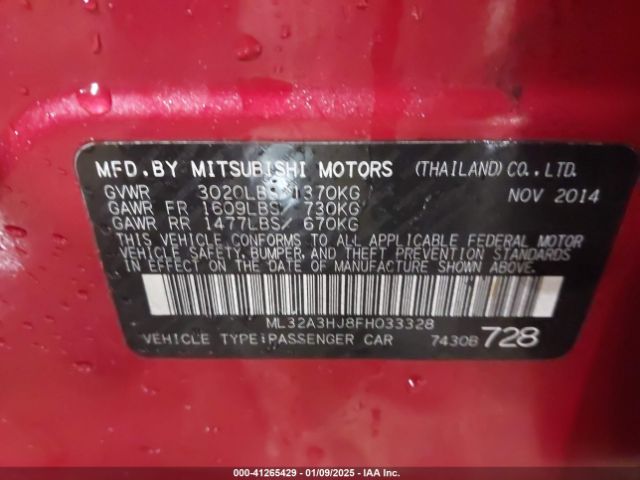 MFD.BY MITSUBISHI MOTORS (THAILAND)CO.,LTD.
GVWR 3020LBS/1370KG NOV 2014
GAWR FR 1609LBS/ 730KG
GAWR RR 1477LBS/ 670KG
THIS VEHICLE CONFORMS TO ALL APPLICABLE FEDERAL MOTOR
VEHICLE SAFETY, BUMPER, AND THEFT PREVENTION STANDARDS
IN EFFECT ON THE DATE OF MANUFACTURE SHOWN ABOVE.
ML32A3HJ8FH033328
VEHICLE TYPE:PASSENGER CAR 7430B 728
000-41265429 - 01/09/2025 - IAA Inc.